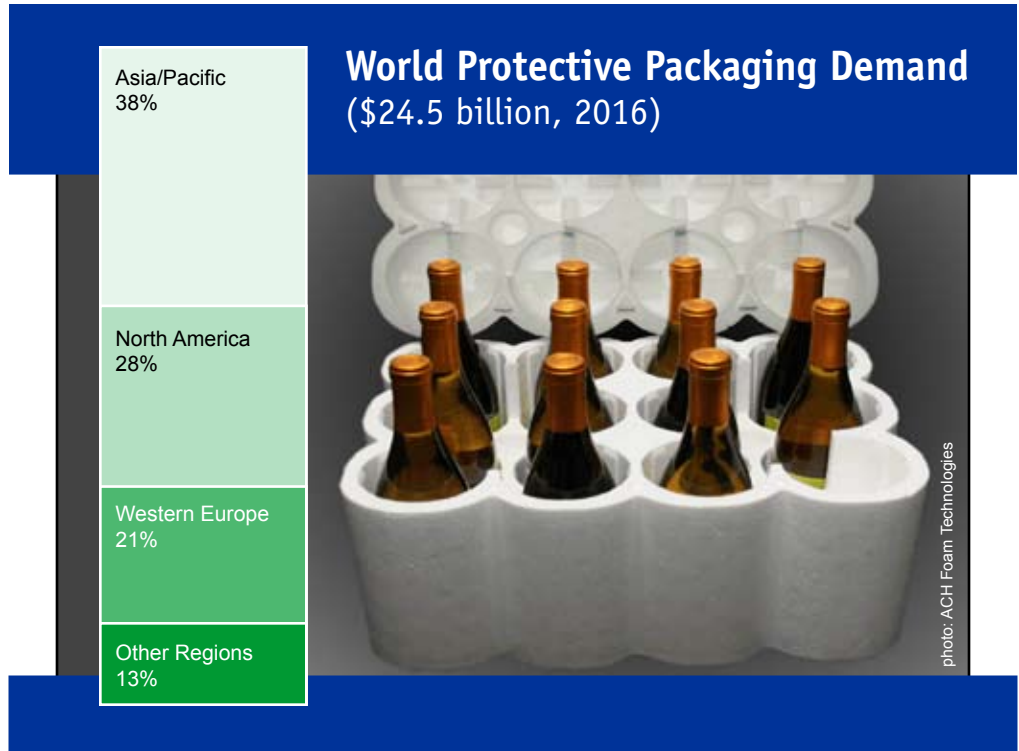 World Protective Packaging Demand
($24.5 billion, 2016)
Asia/Pacific
38%
North America
28%
Western Europe
21%
Other Regions
13%
photo: ACH Foam Technologies